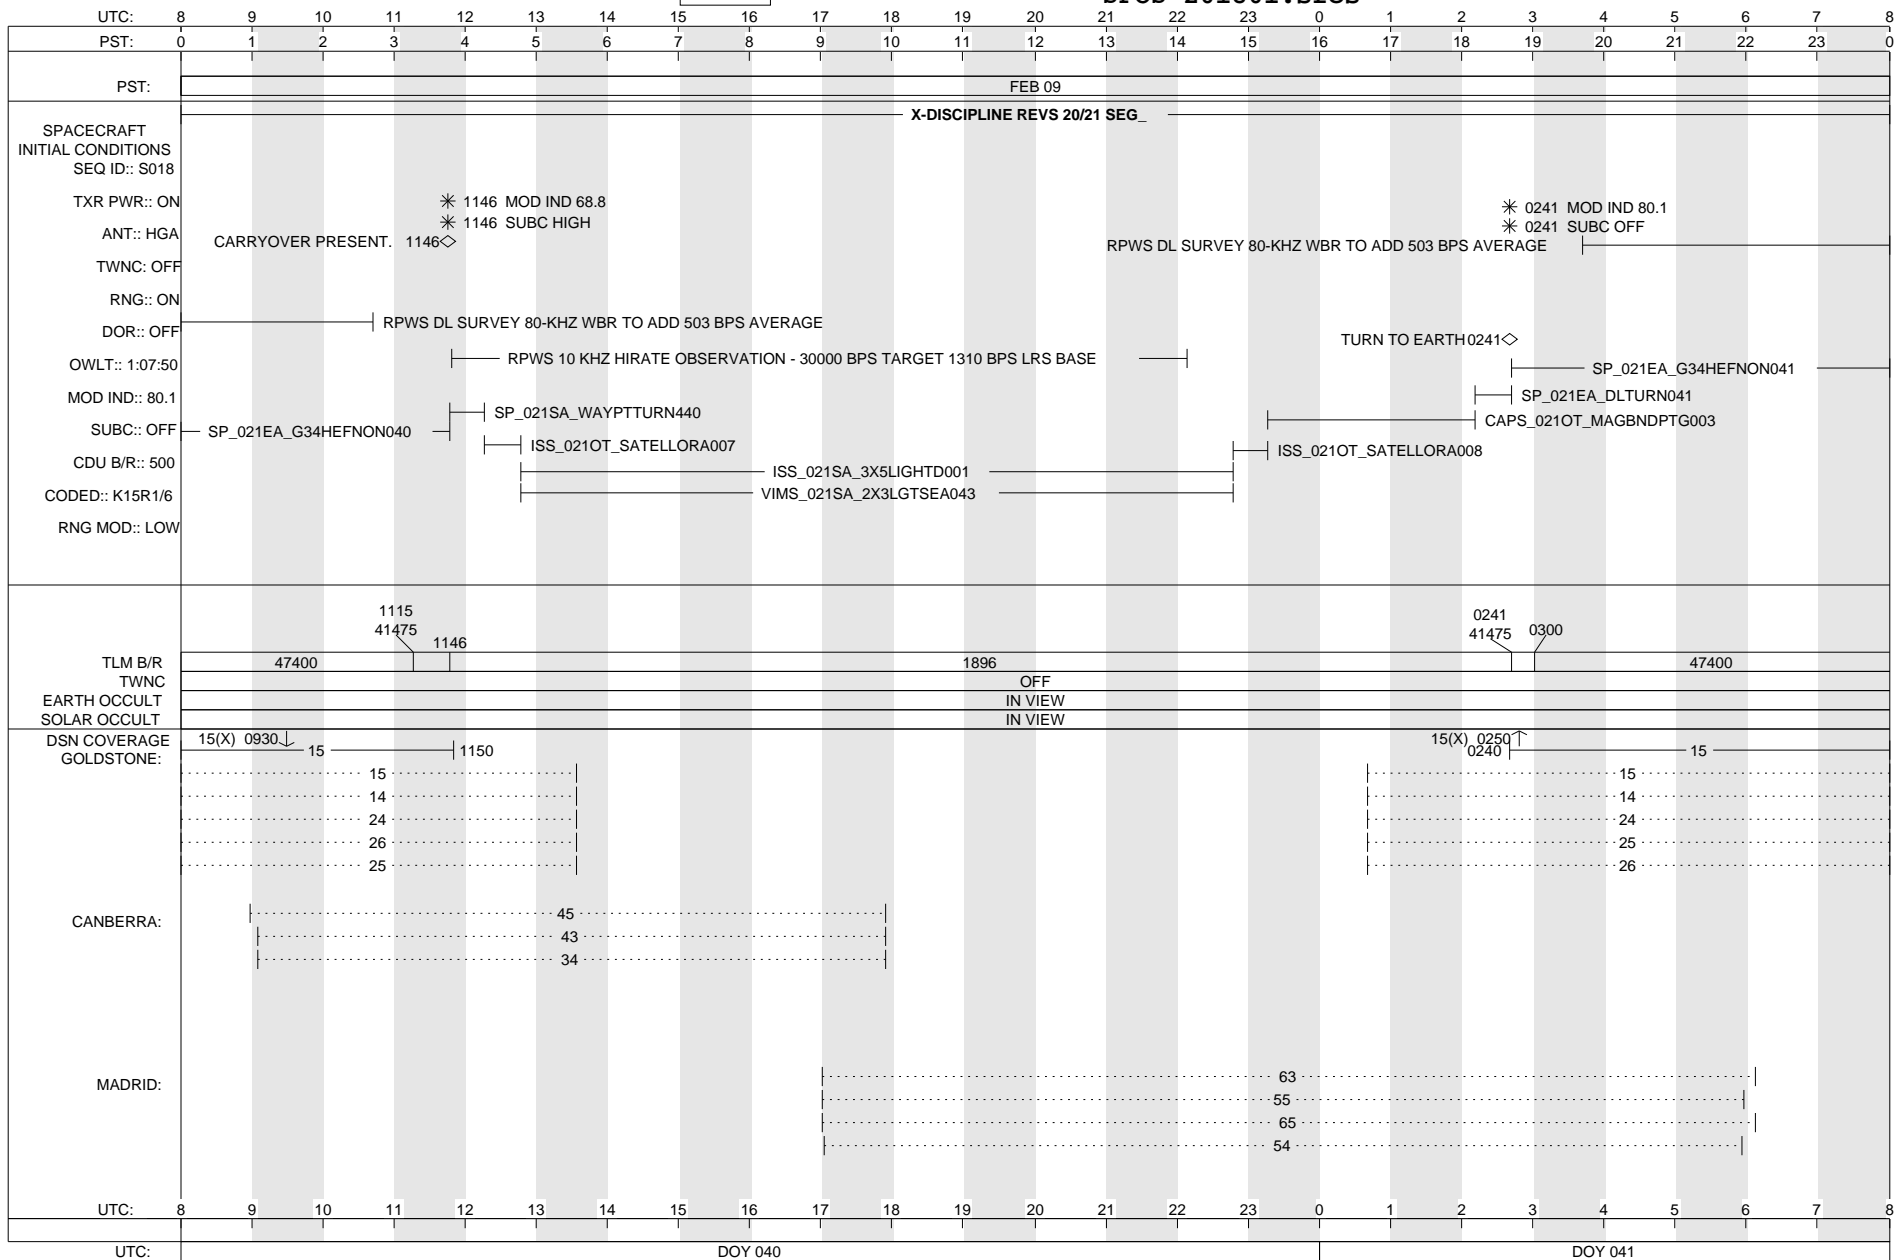 UTC: 8 9 10 11 12 13 14 15 16 17 18 19 20 21 22 23 0 1 2 3 4 5 6 7 8
PST: 0 1 2 3 4 5 6 7 8 9 10 11 12 13 14 15 16 17 18 19 20 21 22 23 0
PST: FEB 09
X-DISCIPLINE REVS 20/21 SEG_
SPACECRAFT
INITIAL CONDITIONS
SEQ ID:: S018
TXR PWR:: ON
ANT:: HGA
TWNC: OFF
RNG:: ON
DOR:: OFF
OWLT:: 1:07:50
MOD IND:: 80.1
SUBC:: OFF
CDU B/R:: 500
CODED:: K15R1/6
RNG MOD:: LOW
1146 MOD IND 68.8
1146 SUBC HIGH
CARRYOVER PRESENT. 1146
0241 MOD IND 80.1
0241 SUBC OFF
RPWS DL SURVEY 80-KHZ WBR TO ADD 503 BPS AVERAGE
RPWS DL SURVEY 80-KHZ WBR TO ADD 503 BPS AVERAGE
TURN TO EARTH 0241
RPWS 10 KHZ HIRATE OBSERVATION - 30000 BPS TARGET 1310 BPS LRS BASE
SP_021EA_G34HEFNON041
SP_021EA_DLTURN041
SP_021SA_WAYPTTURN440
CAPS_021OT_MAGBNDPTG003
SP_021EA_G34HEFNON040
ISS_021OT_SATELLORA007
ISS_021OT_SATELLORA008
ISS_021SA_3X5LIGHTD001
VIMS_021SA_2X3LGTSEA043
1115
41475
1146
0241
41475
0300
TLM B/R 47400 1896 47400
TWNC OFF
EARTH OCCULT IN VIEW
SOLAR OCCULT IN VIEW
DSN COVERAGE
GOLDSTONE:
15(X) 0930
15 1150
15(X) 0250
0240 15
15 15
14 14
24 24
26 25
25 26
CANBERRA:
45
43
34
MADRID:
63
55
65
54
UTC: 8 9 10 11 12 13 14 15 16 17 18 19 20 21 22 23 0 1 2 3 4 5 6 7 8
UTC: DOY 040 DOY 041